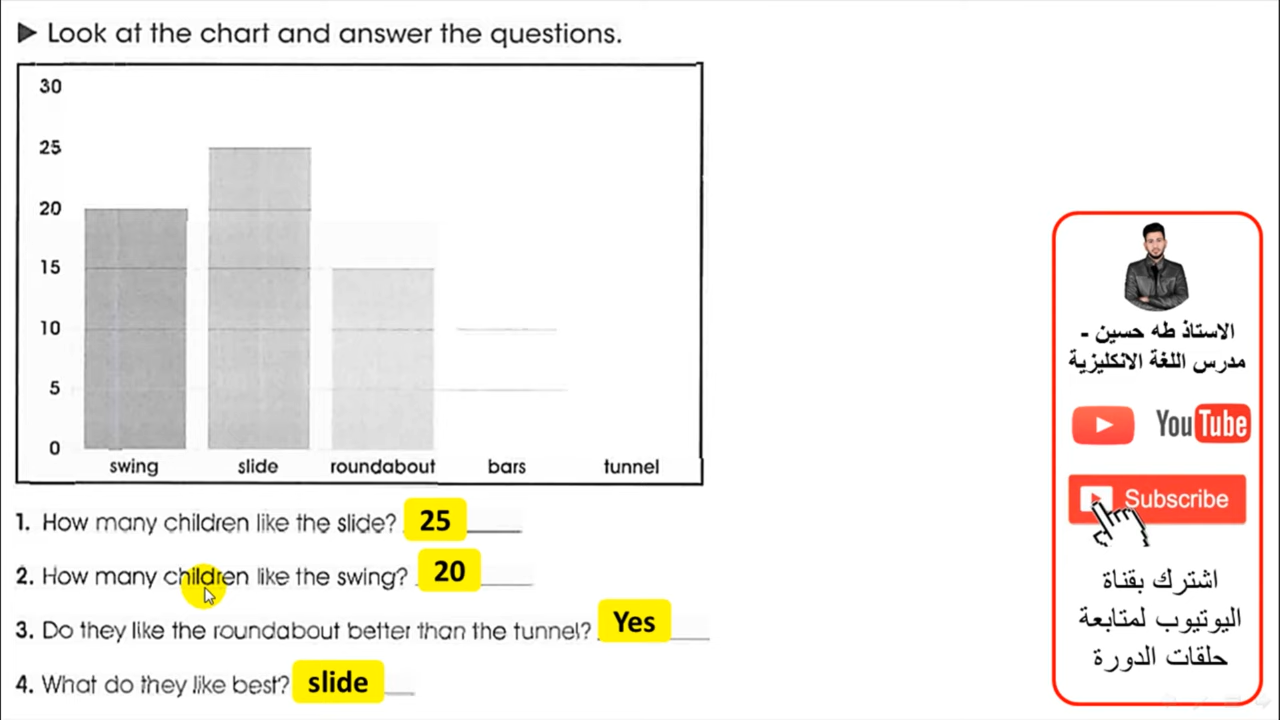 ▶ Look at the chart and answer the questions.
30
25
20
15
10
5
0
swing slide roundabout bars tunnel
1. How many children like the slide? 25
2. How many children like the swing? 20
3. Do they like the roundabout better than the tunnel? Yes
4. What do they like best? slide
الاستاذ طه حسين -
مدرس اللغة الانكليزية
YouTube
Subscribe
اشترك بقناة
اليوتيوب لمتابعة
حلقات الدورة